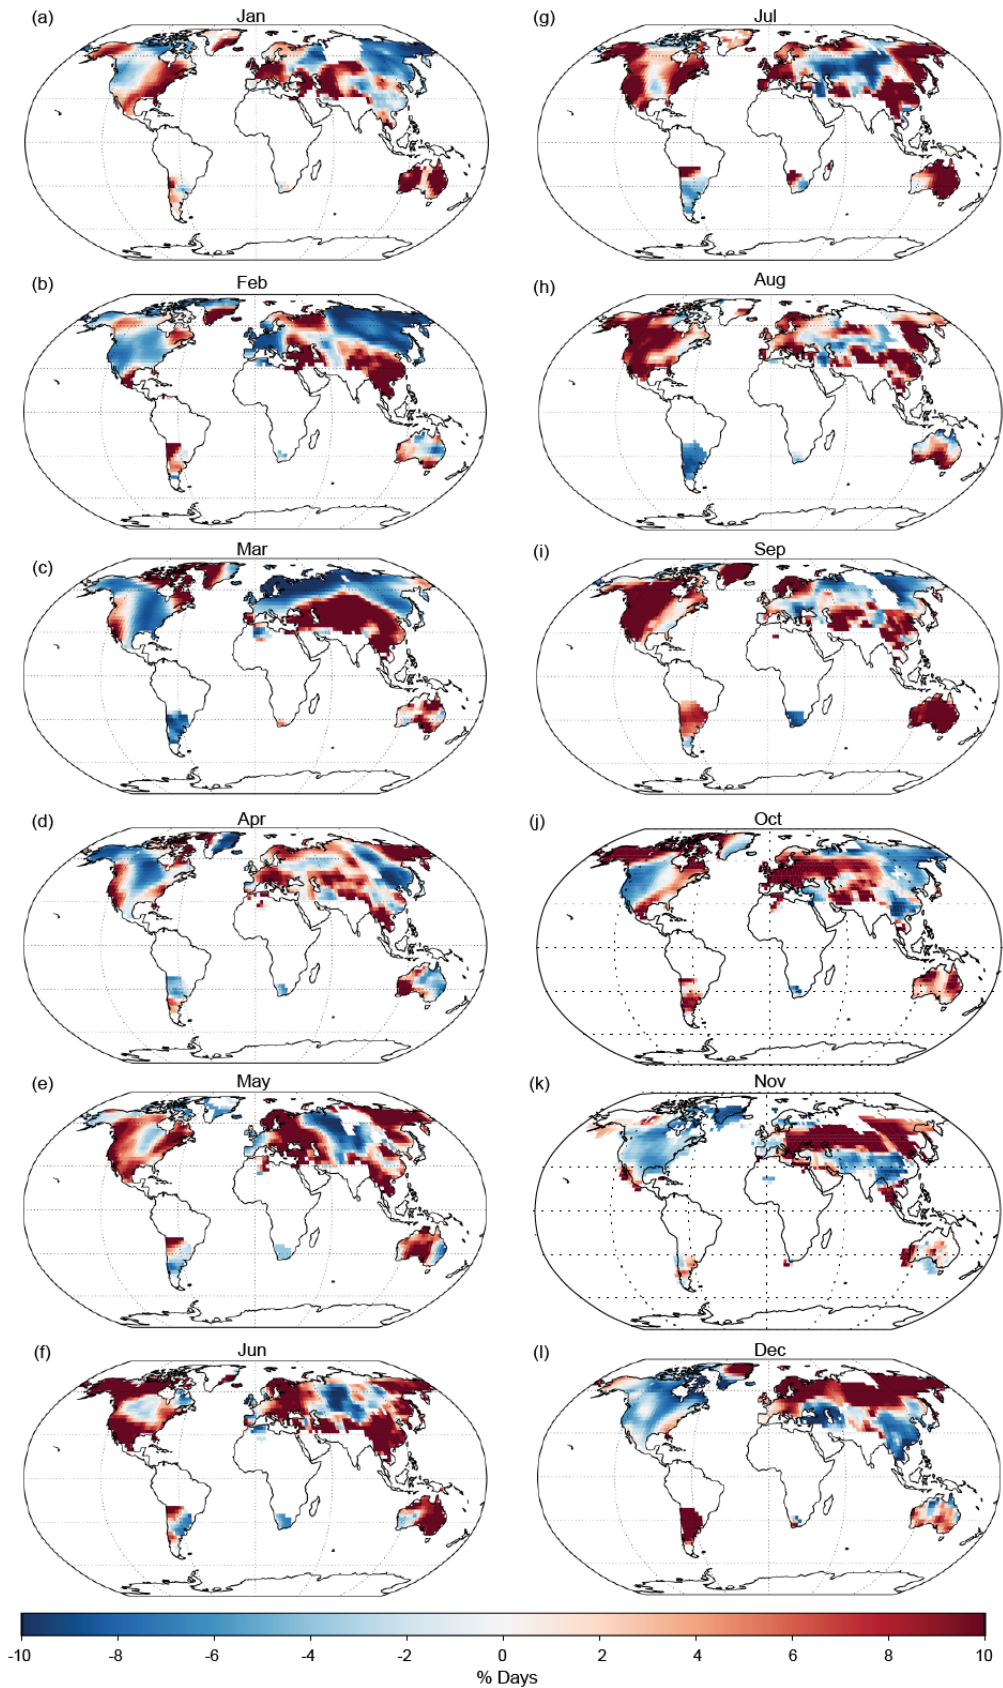 (a) Jan
(g) Jul
(b) Feb
(h) Aug
(c) Mar
(i) Sep
(d) Apr
(j) Oct
(e) May
(k) Nov
(f) Jun
(l) Dec
-10 -8 -6 -4 -2 0 2 4 6 8 10
% Days